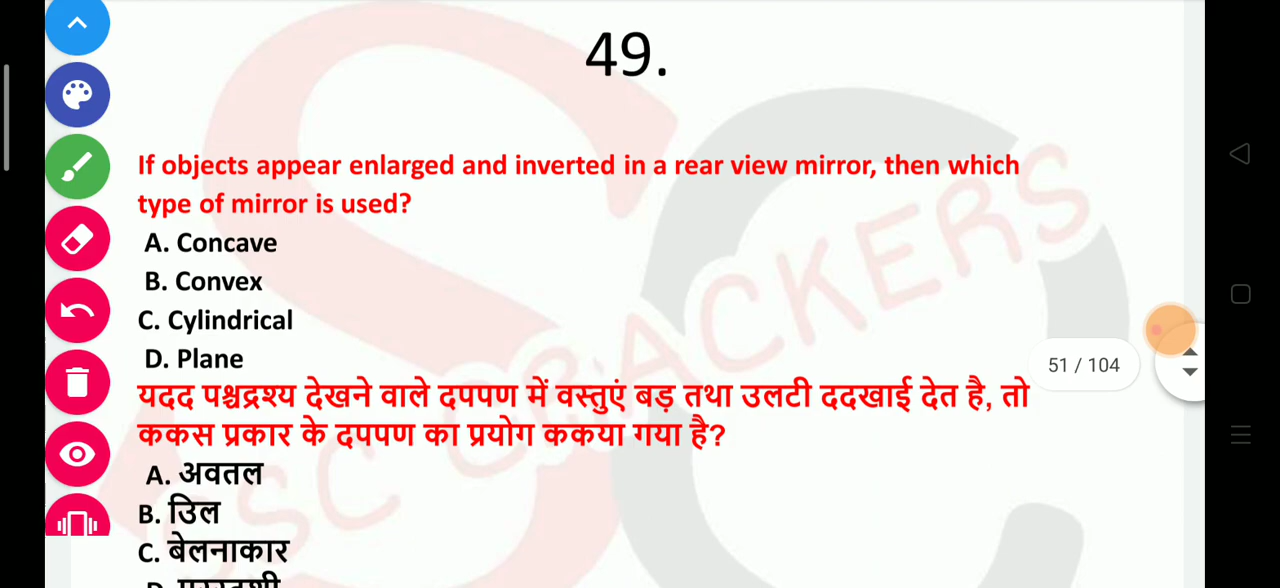 49.
If objects appear enlarged and inverted in a rear view mirror, then which
type of mirror is used?
A. Concave
B. Convex
C. Cylindrical
D. Plane
यदद पश्चद्रश्य देखने वाले दपपण में वस्तुएं बड़ तथा उलटी ददखाई देत है, तो
ककस प्रकार के दपपण का प्रयोग ककया गया है?
A. अवतल
B. उिल
C. बेलनाकार
51 / 104
SSC CRACKERS